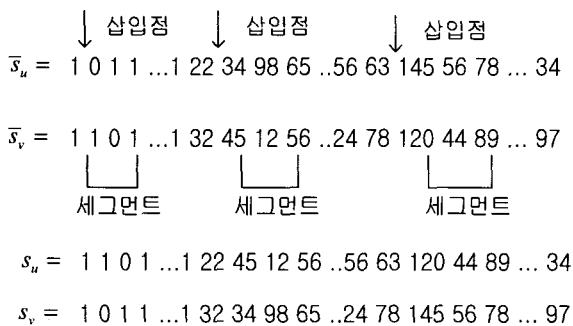 삽입점 삽입점 삽입점
s̅ᵤ = 1 0 1 1 ...1 22 34 98 65 ..56 63 145 56 78 ... 34
s̅ᵥ = 1 1 0 1 ...1 32 45 12 56 ..24 78 120 44 89 ... 97
세그먼트 세그먼트 세그먼트
sᵤ = 1 1 0 1 ...1 22 45 12 56 ..56 63 120 44 89 ... 34
sᵥ = 1 0 1 1 ...1 32 34 98 65 ..24 78 145 56 78 ... 97